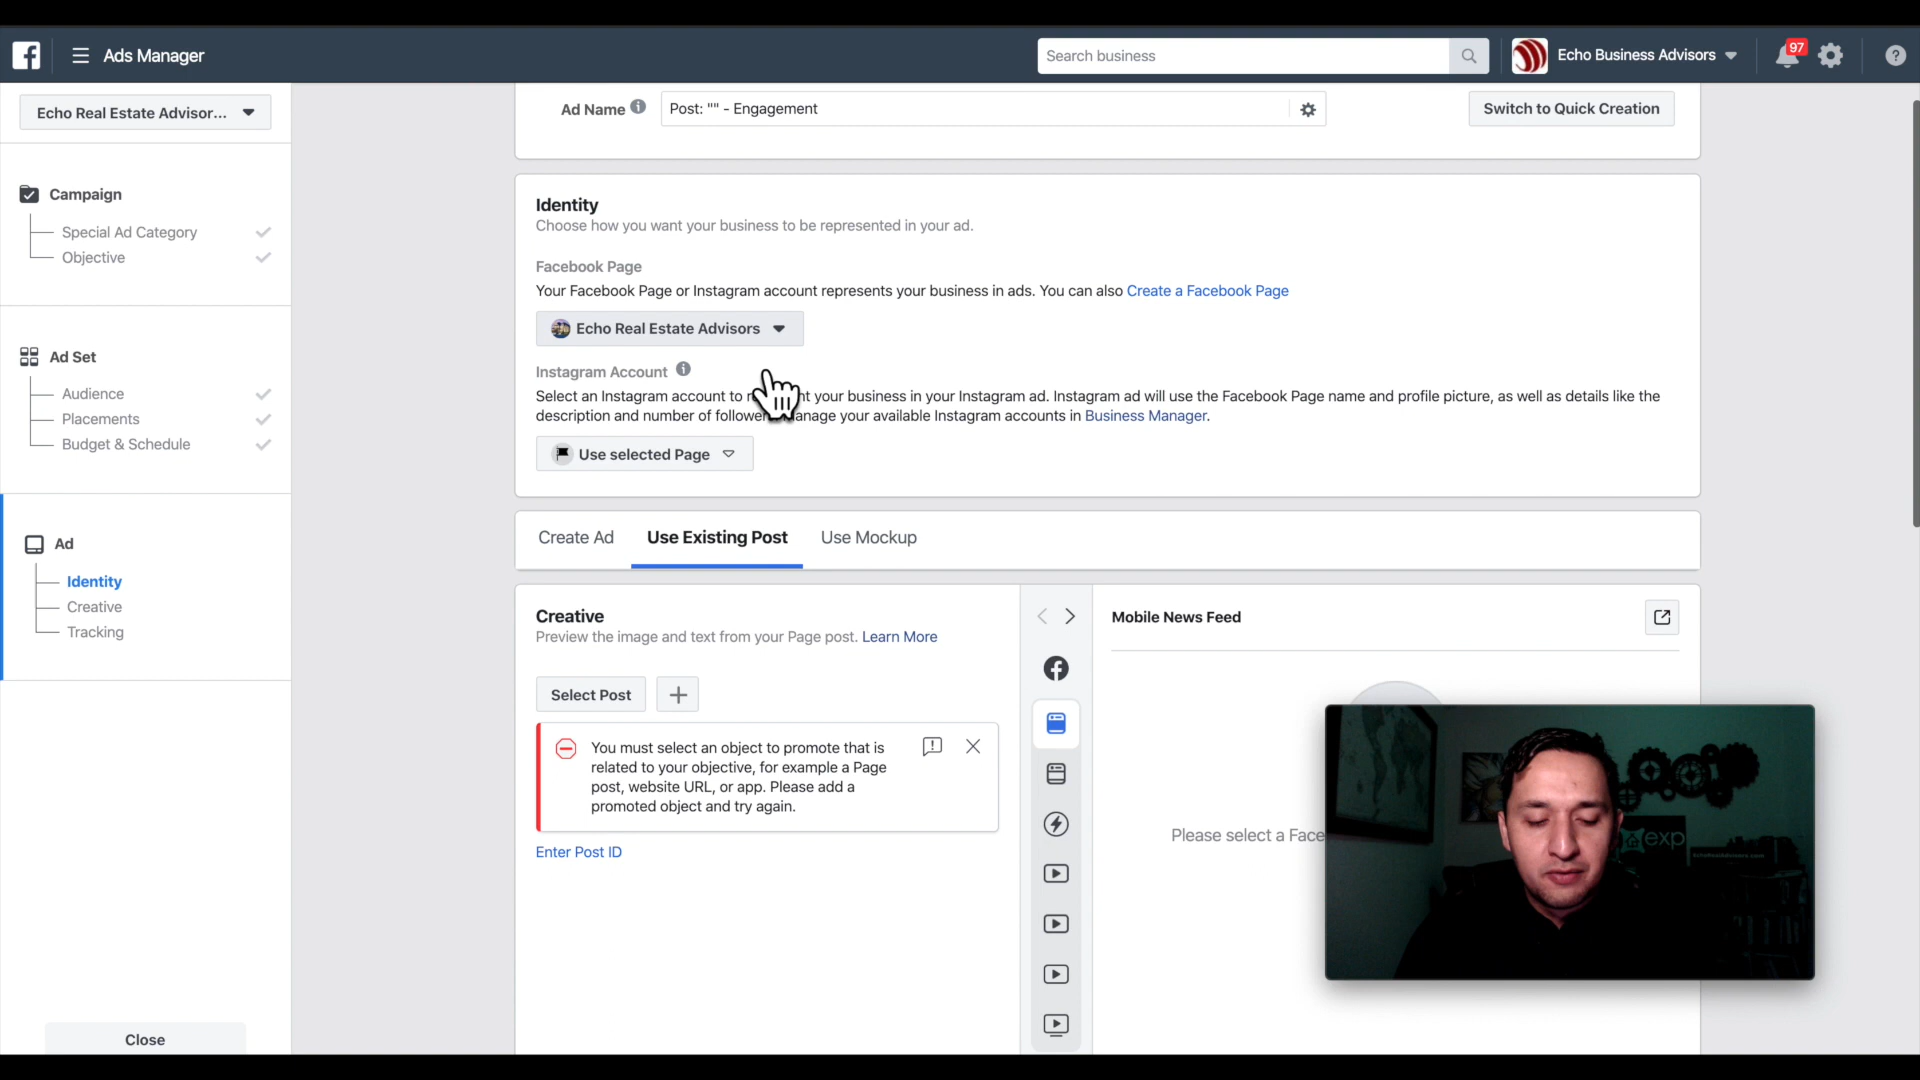 Ads Manager
Search business
Echo Business Advisors
97
Echo Real Estate Advisor...
Ad Name
Post: "" - Engagement
Switch to Quick Creation
Campaign
Special Ad Category
Objective
Ad Set
Audience
Placements
Budget & Schedule
Ad
Identity
Creative
Tracking
Close
Identity
Choose how you want your business to be represented in your ad.
Facebook Page
Your Facebook Page or Instagram account represents your business in ads. You can also Create a Facebook Page
Echo Real Estate Advisors
Instagram Account
Select an Instagram account to your business in your Instagram ad. Instagram ad will use the Facebook Page name and profile picture, as well as details like the
description and number of your available Instagram accounts in Business Manager.
Use selected Page
Create Ad
Use Existing Post
Use Mockup
Creative
Preview the image and text from your Page post. Learn More
Select Post
You must select an object to promote that is
related to your objective, for example a Page
post, website URL, or app. Please add a
promoted object and try again.
Enter Post ID
Mobile News Feed
Please select a
exp